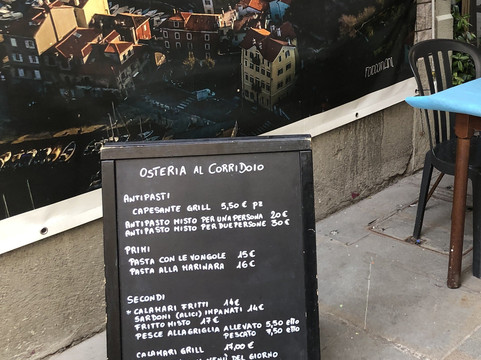 OSTERIA AL CORRIDOIO
ANTIPASTI
CAPESANTE GRILL 5,50 € PZ
ANTIPASTO MISTO PER UNA PERSONA 20 €
ANTIPASTO MISTO PER DUE PERSONE 30 €
PRIMI
PASTA CON LE VONGOLE 15 €
PASTA ALLA MARINARA 16 €
SECONDI
* CALAMARI FRITTI 14 €
SARDONI (ALICI) IMPANATI 14 €
FRITTO MISTO 17 €
PESCE ALLA GRIGLIA ALLEVATO 5,50 etto
PESCATO 7,50 etto
CALAMARI GRILL 17,00 €
MENÙ DEL GIORNO